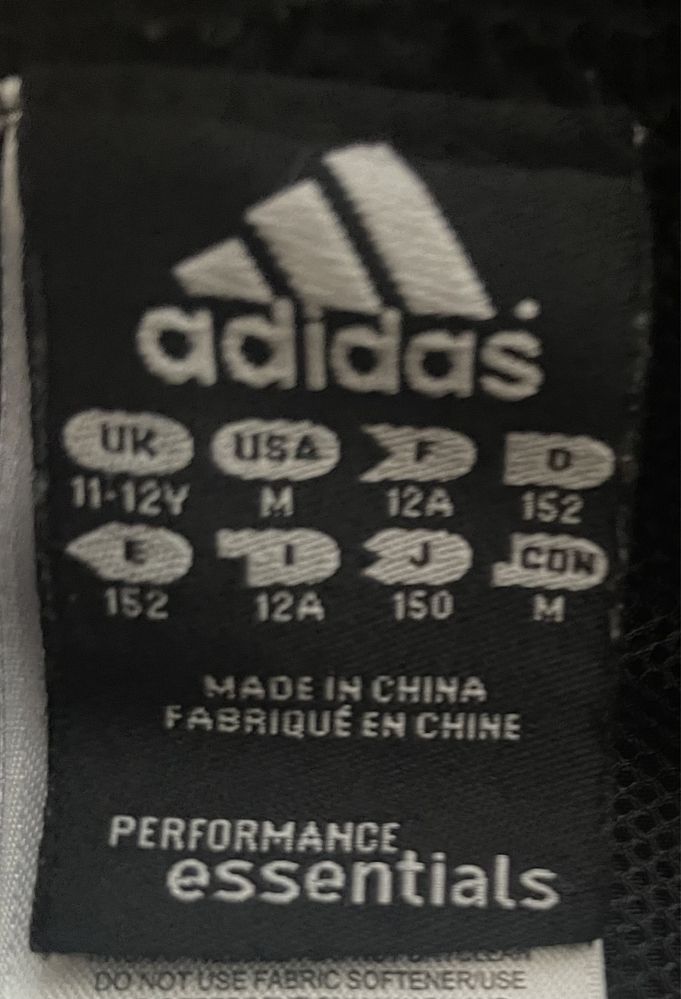 adidas
UK USA F D
11-12Y M 12A 152
E I J CDN
152 12A 150 M
MADE IN CHINA
FABRIQUÉ EN CHINE
PERFORMANCE
essentials
DO NOT USE FABRIC SOFTENER/USE